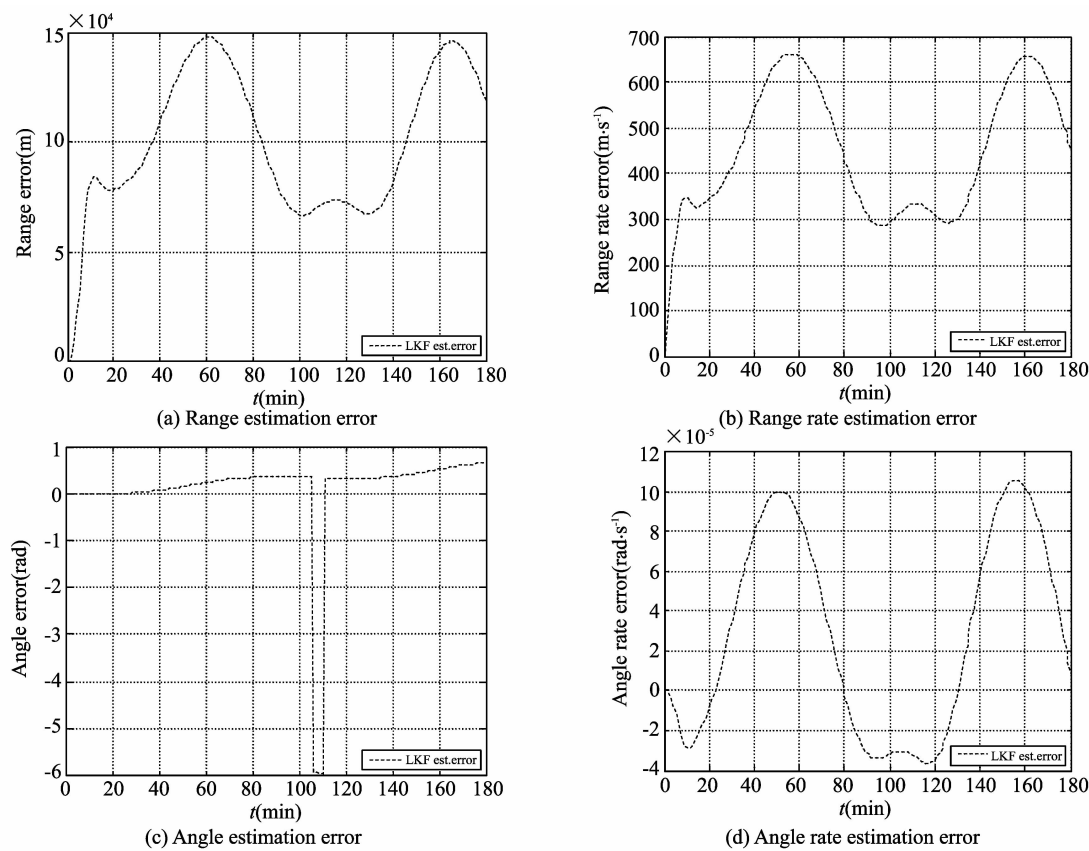 ×10⁴
15
10
5
0
Range error(m)
LKF est.error
0 20 40 60 80 100 120 140 160 180
t(min)
(a) Range estimation error
700
600
500
400
300
200
100
0
Range rate error(m·s⁻¹)
LKF est.error
0 20 40 60 80 100 120 140 160 180
t(min)
(b) Range rate estimation error
1
0
-1
-2
-3
-4
-5
-6
Angle error(rad)
LKF est.error
0 20 40 60 80 100 120 140 160 180
t(min)
(c) Angle estimation error
×10⁻⁵
12
10
8
6
4
2
0
-2
-4
Angle rate error(rad·s⁻¹)
LKF est.error
0 20 40 60 80 100 120 140 160 180
t(min)
(d) Angle rate estimation error